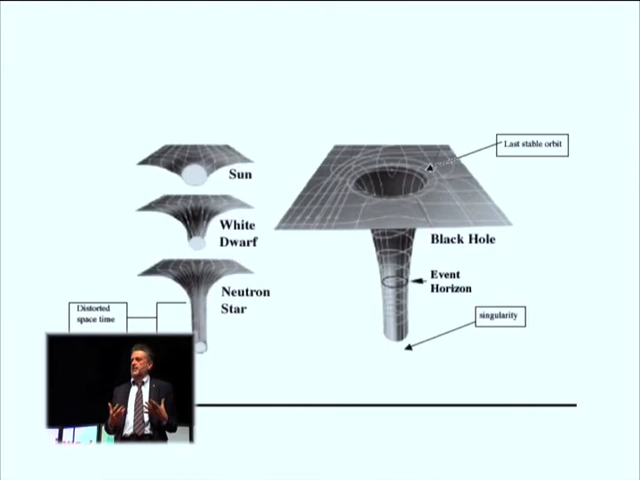 Last stable orbit
Sun
White
Dwarf
Black Hole
Event
Horizon
Neutron
Star
Distorted
space time
singularity